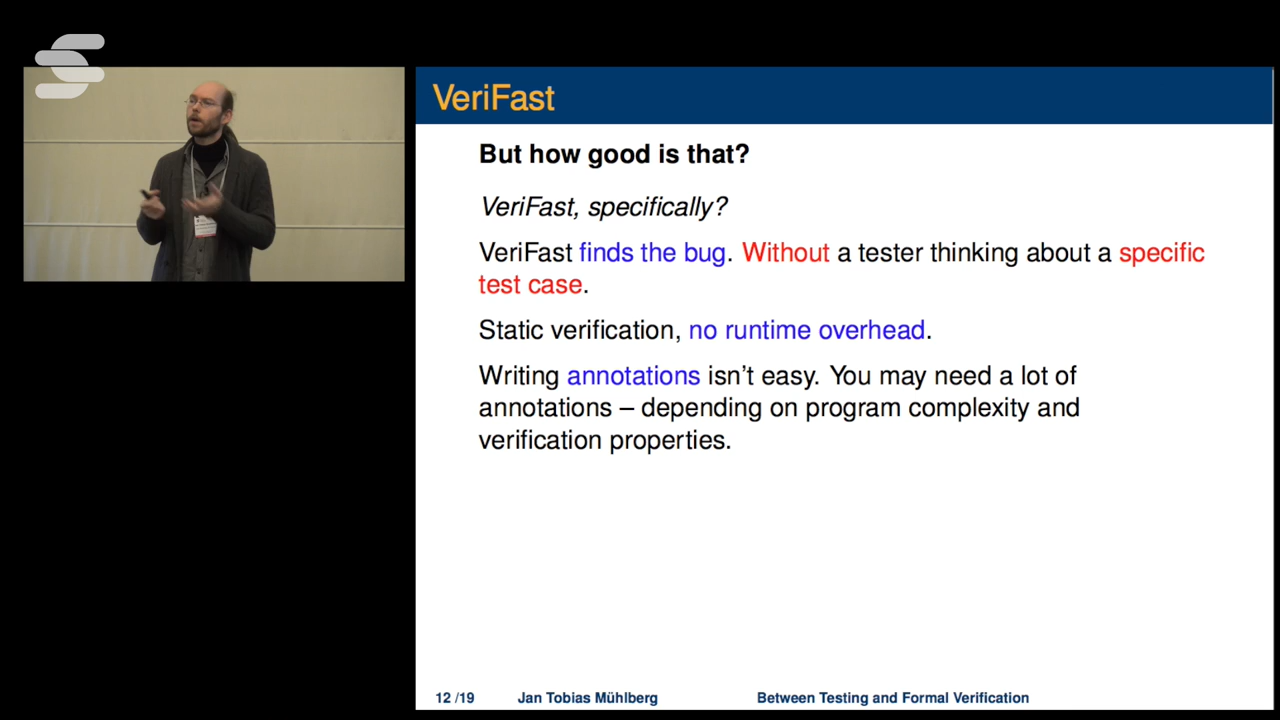 VeriFast
But how good is that?
VeriFast, specifically?
VeriFast finds the bug. Without a tester thinking about a specific
test case.
Static verification, no runtime overhead.
Writing annotations isn't easy. You may need a lot of
annotations – depending on program complexity and
verification properties.
12 /19 Jan Tobias Mühlberg Between Testing and Formal Verification